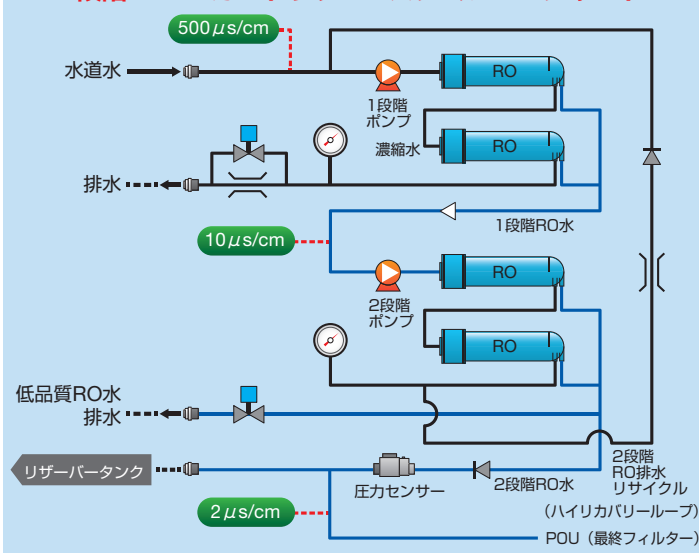 500μs/cm
水道水
RO
1段階
ポンプ
濃縮水
RO
排水
1段階RO水
10μs/cm
RO
2段階
ポンプ
RO
低品質RO水
排水
リザーバータンク
圧力センサー
2段階RO水
2段階
RO排水
リサイクル
(ハイリカバリーループ)
2μs/cm
POU(最終フィルター)